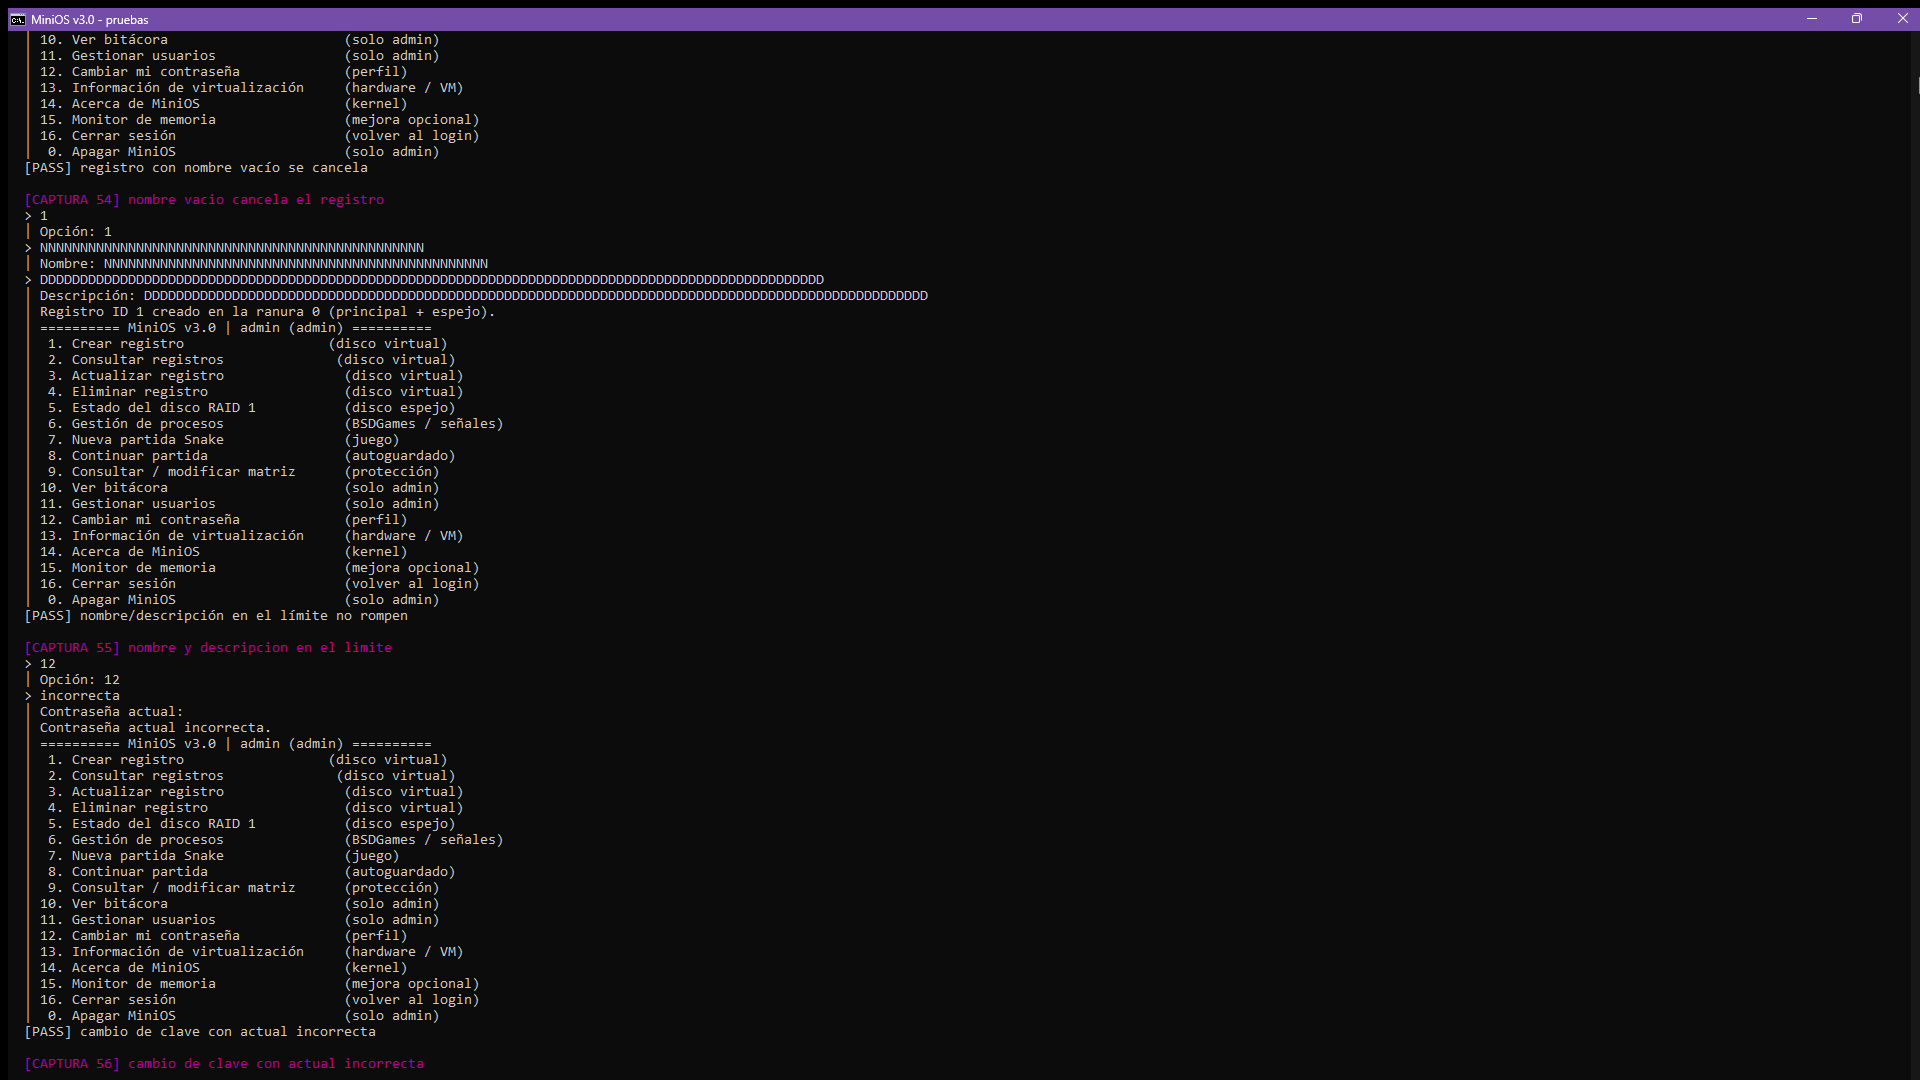 MiniOS v3.0 - pruebas
| 10. Ver bitácora                      (solo admin)
| 11. Gestionar usuarios                (solo admin)
| 12. Cambiar mi contraseña             (perfil)
| 13. Información de virtualización     (hardware / VM)
| 14. Acerca de MiniOS                  (kernel)
| 15. Monitor de memoria                (mejora opcional)
| 16. Cerrar sesión                     (volver al login)
|  0. Apagar MiniOS                     (solo admin)
[PASS] registro con nombre vacío se cancela
[CAPTURA 54] nombre vacio cancela el registro
> 1
| Opción: 1
> NNNNNNNNNNNNNNNNNNNNNNNNNNNNNNNNNNNNNNNNNNNNNNNN
| Nombre: NNNNNNNNNNNNNNNNNNNNNNNNNNNNNNNNNNNNNNNNNNNNNNNN
> DDDDDDDDDDDDDDDDDDDDDDDDDDDDDDDDDDDDDDDDDDDDDDDDDDDDDDDDDDDDDDDDDDDDDDDDDDDDDDDDDDDDDDDDDDDDDDDDDD
| Descripción: DDDDDDDDDDDDDDDDDDDDDDDDDDDDDDDDDDDDDDDDDDDDDDDDDDDDDDDDDDDDDDDDDDDDDDDDDDDDDDDDDDDDDDDDDDDDDDDDDD
| Registro ID 1 creado en la ranura 0 (principal + espejo).
| ========== MiniOS v3.0 | admin (admin) ==========
|  1. Crear registro                  (disco virtual)
|  2. Consultar registros              (disco virtual)
|  3. Actualizar registro               (disco virtual)
|  4. Eliminar registro                 (disco virtual)
|  5. Estado del disco RAID 1           (disco espejo)
|  6. Gestión de procesos               (BSDGames / señales)
|  7. Nueva partida Snake               (juego)
|  8. Continuar partida                 (autoguardado)
|  9. Consultar / modificar matriz      (protección)
| 10. Ver bitácora                      (solo admin)
| 11. Gestionar usuarios                (solo admin)
| 12. Cambiar mi contraseña             (perfil)
| 13. Información de virtualización     (hardware / VM)
| 14. Acerca de MiniOS                  (kernel)
| 15. Monitor de memoria                (mejora opcional)
| 16. Cerrar sesión                     (volver al login)
|  0. Apagar MiniOS                     (solo admin)
[PASS] nombre/descripción en el límite no rompen
[CAPTURA 55] nombre y descripcion en el limite
> 12
| Opción: 12
> incorrecta
| Contraseña actual:
| Contraseña actual incorrecta.
| ========== MiniOS v3.0 | admin (admin) ==========
|  1. Crear registro                  (disco virtual)
|  2. Consultar registros              (disco virtual)
|  3. Actualizar registro               (disco virtual)
|  4. Eliminar registro                 (disco virtual)
|  5. Estado del disco RAID 1           (disco espejo)
|  6. Gestión de procesos               (BSDGames / señales)
|  7. Nueva partida Snake               (juego)
|  8. Continuar partida                 (autoguardado)
|  9. Consultar / modificar matriz      (protección)
| 10. Ver bitácora                      (solo admin)
| 11. Gestionar usuarios                (solo admin)
| 12. Cambiar mi contraseña             (perfil)
| 13. Información de virtualización     (hardware / VM)
| 14. Acerca de MiniOS                  (kernel)
| 15. Monitor de memoria                (mejora opcional)
| 16. Cerrar sesión                     (volver al login)
|  0. Apagar MiniOS                     (solo admin)
[PASS] cambio de clave con actual incorrecta
[CAPTURA 56] cambio de clave con actual incorrecta